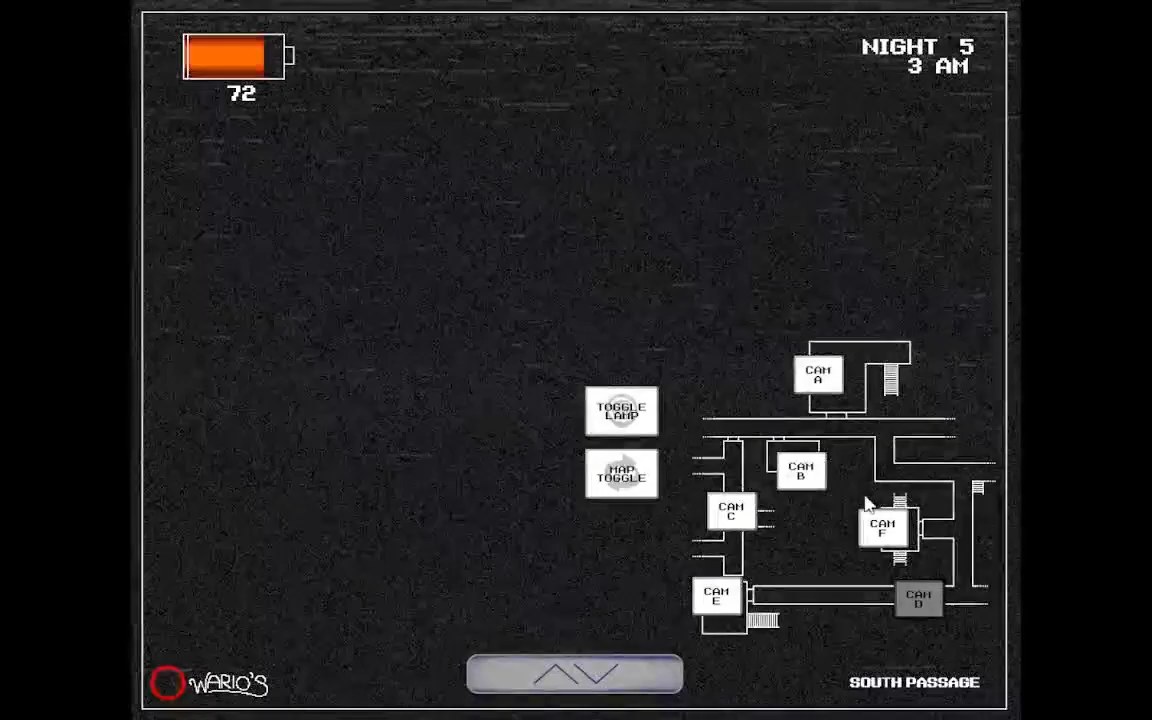 NIGHT 5
3 AM
72
CAM
A
TOGGLE
LAMP
MAP
TOGGLE
CAM
B
CAM
C
CAM
F
CAM
E
CAM
D
WARIO'S
SOUTH PASSAGE